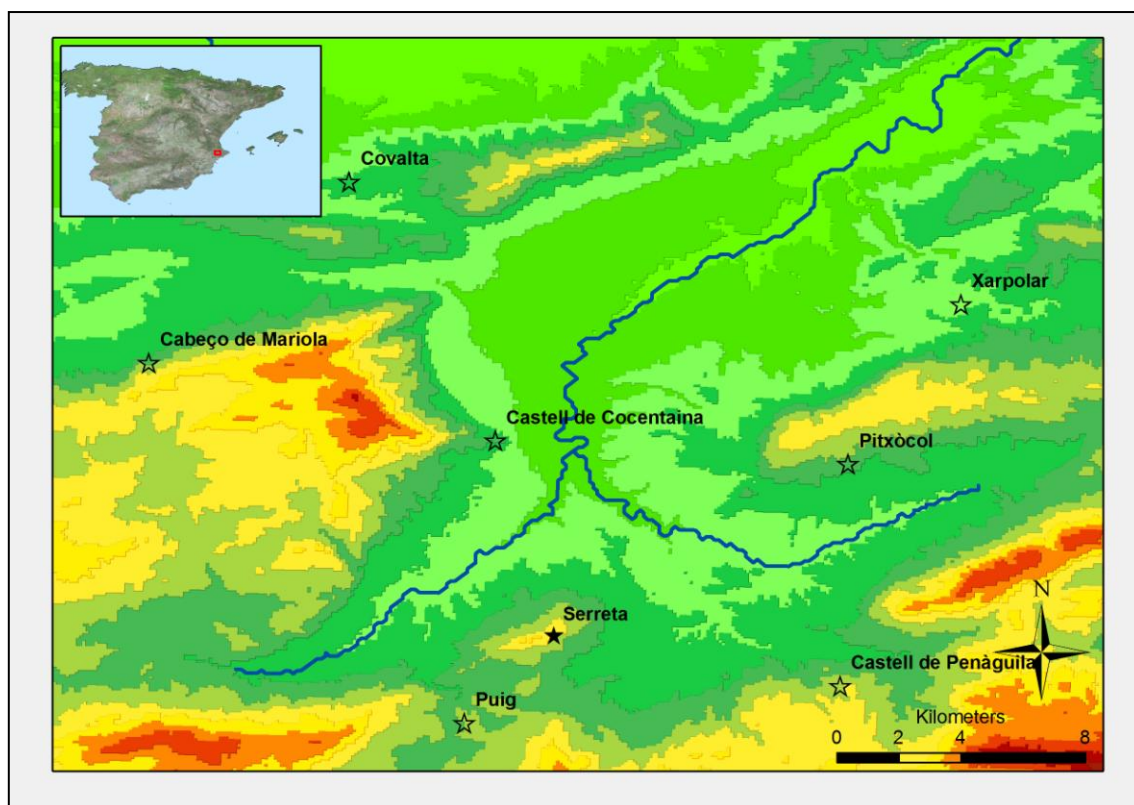 Covalta
Xarpolar
Cabeço de Mariola
Castell de Cocentaina
Pitxòcol
N
Serreta
Castell de Penàguila
Puig
Kilometers
0 2 4 8